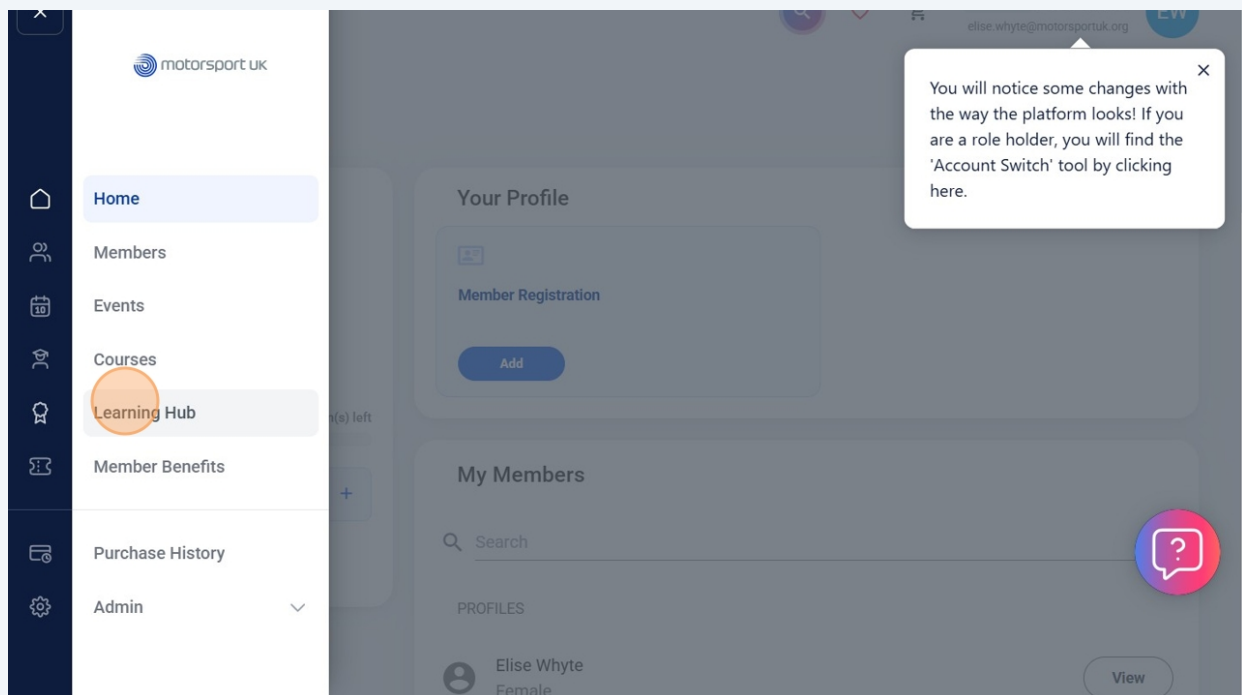 elise.whyte@motorsportuk.org
EW
motorsport UK
You will notice some changes with
the way the platform looks! If you
are a role holder, you will find the
'Account Switch' tool by clicking
here.
Home
Members
Events
10
Courses
Learning Hub
Member Benefits
Purchase History
Admin
Your Profile
Member Registration
Add
(s) left
My Members
Search
PROFILES
Elise Whyte
Female
View